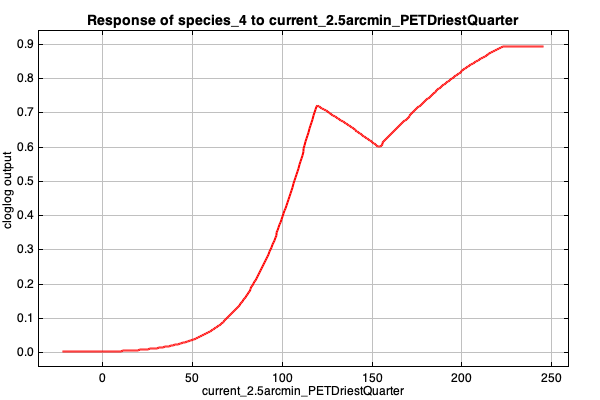 Response of species_4 to current_2.5arcmin_PETDriestQuarter
0.9
0.8
0.7
0.6
0.5
0.4
0.3
0.2
0.1
0.0
cloglog output
0 50 100 150 200 250
current_2.5arcmin_PETDriestQuarter